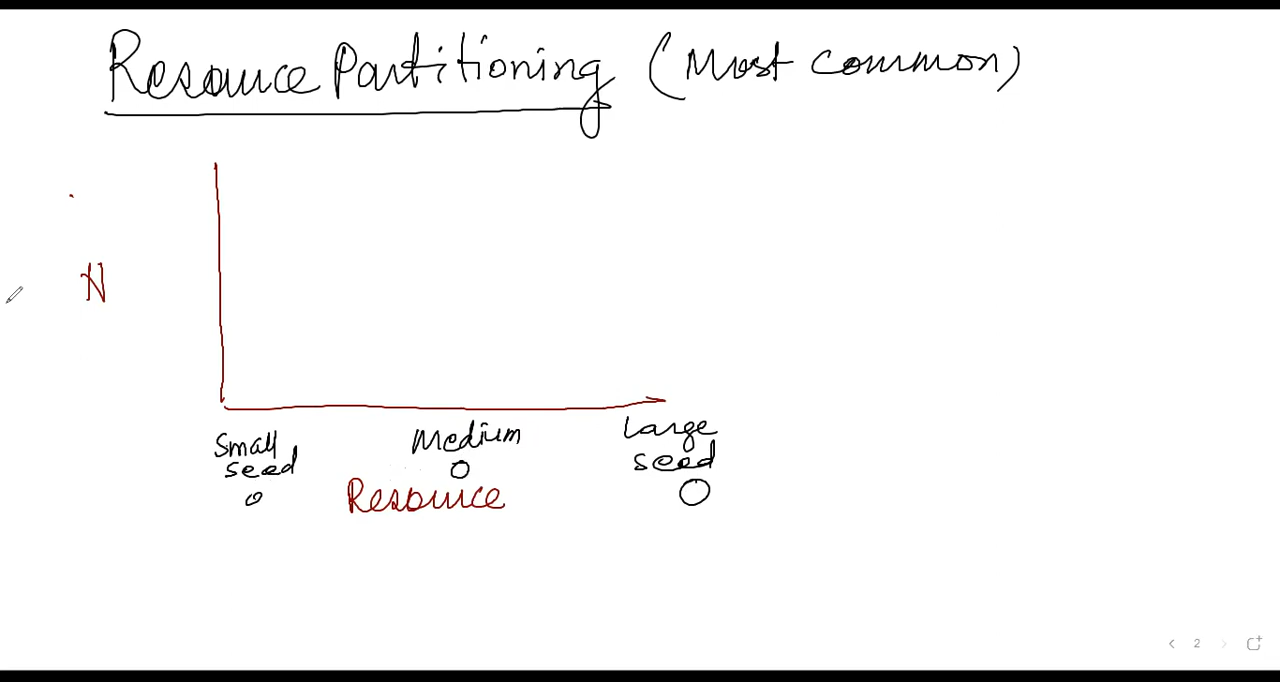 Resource Partitioning (Most common)
N
Small seed
Medium
Large seed
Resource
2